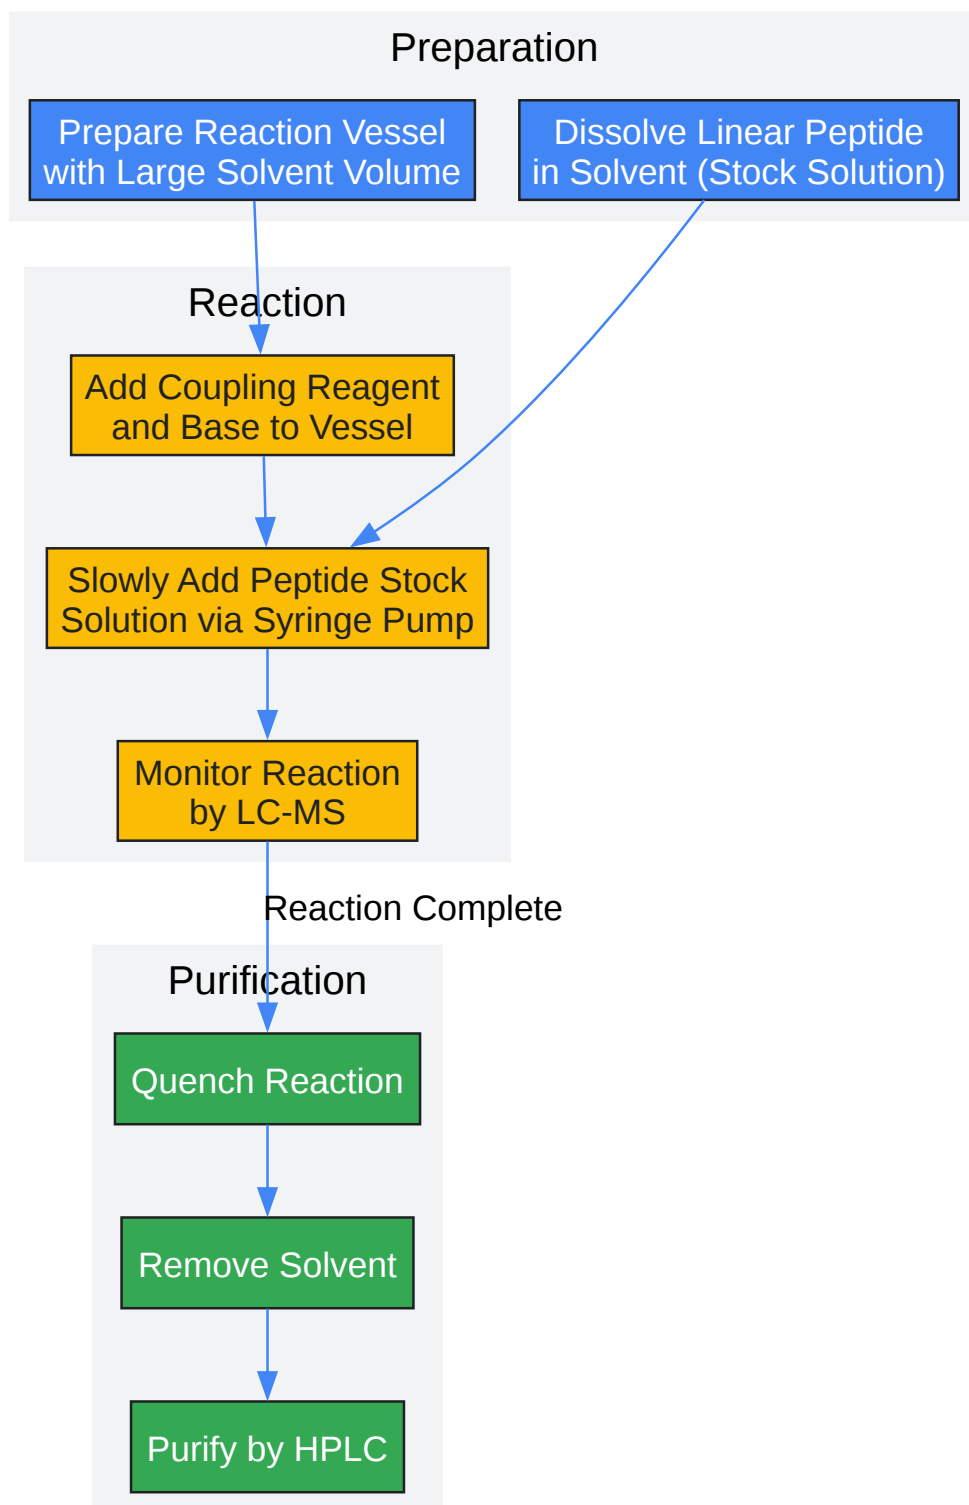 Preparation
Prepare Reaction Vessel
with Large Solvent Volume
Dissolve Linear Peptide
in Solvent (Stock Solution)
Reaction
Add Coupling Reagent
and Base to Vessel
Slowly Add Peptide Stock
Solution via Syringe Pump
Monitor Reaction
by LC-MS
Reaction Complete
Purification
Quench Reaction
Remove Solvent
Purify by HPLC